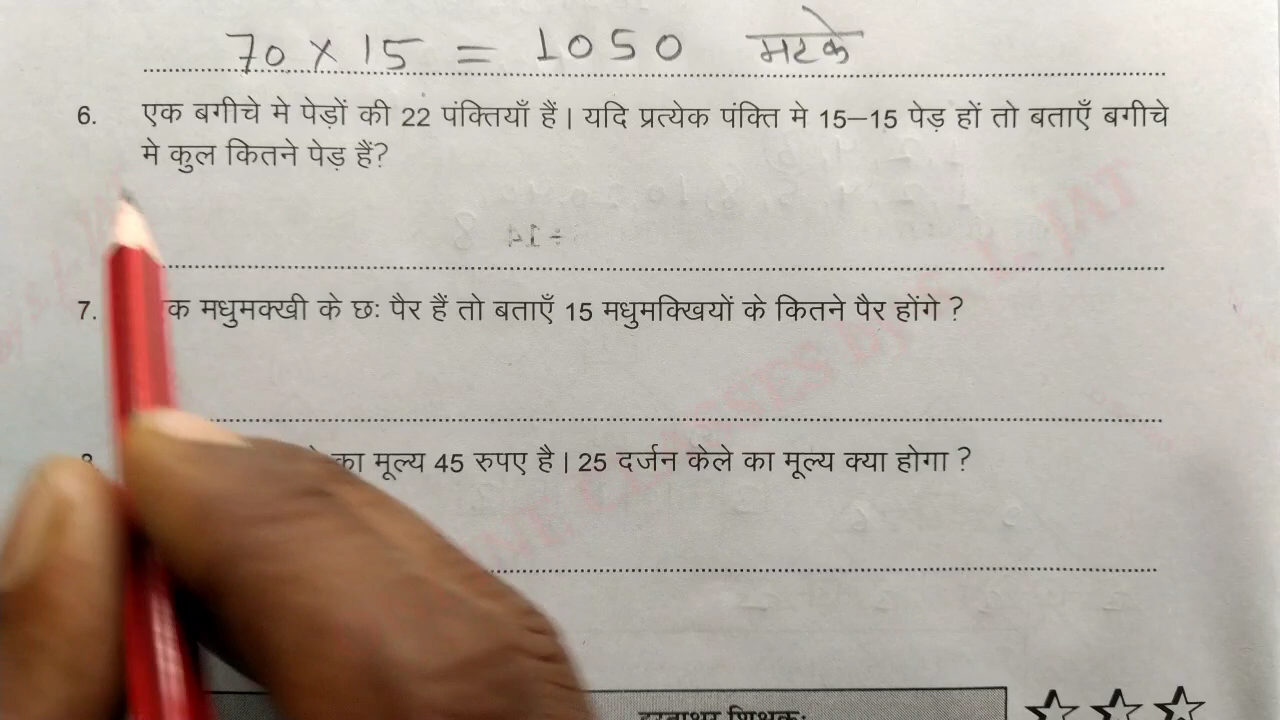 70 × 15 = 1050 मटके
6. एक बगीचे मे पेड़ों की 22 पंक्तियाँ हैं। यदि प्रत्येक पंक्ति मे 15–15 पेड़ हों तो बताएँ बगीचे
मे कुल कितने पेड़ हैं?
7. मधुमक्खी के छः पैर हैं तो बताएँ 15 मधुमक्खियों के कितने पैर होंगे ?
का मूल्य 45 रुपए है। 25 दर्जन केले का मूल्य क्या होगा ?